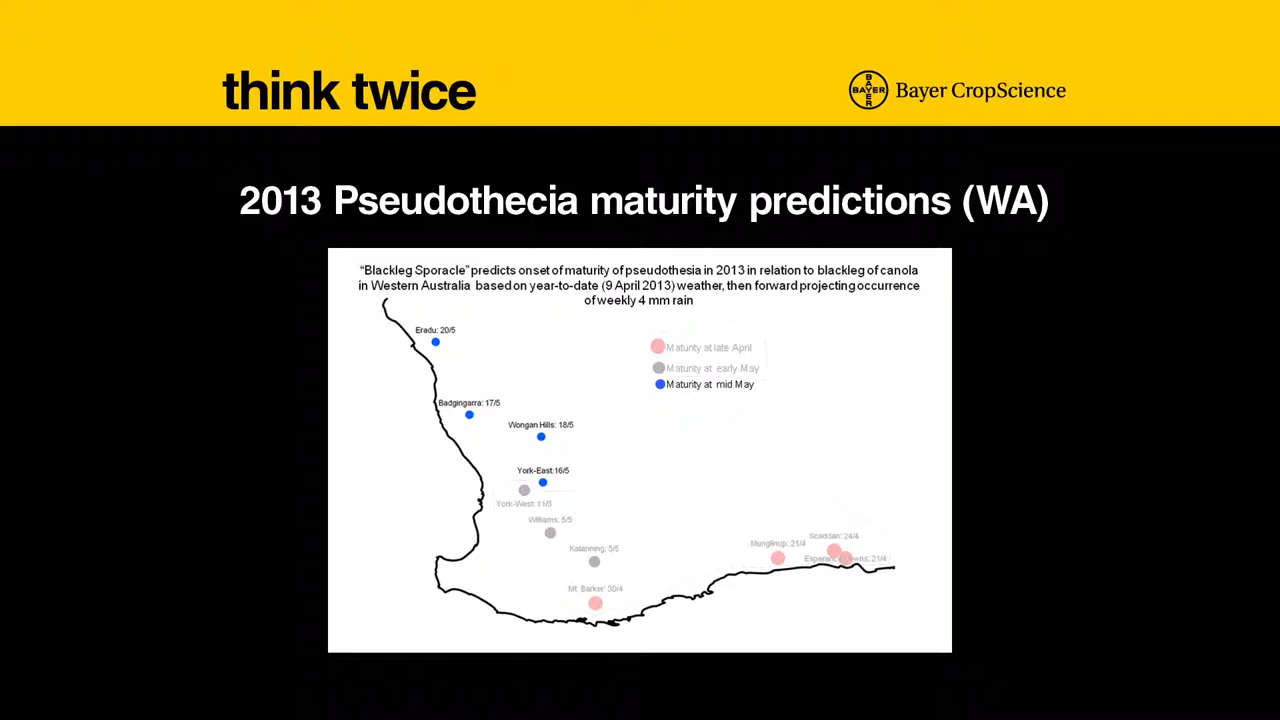 think twice
BAYER
BAYER
Bayer CropScience
2013 Pseudothecia maturity predictions (WA)
“Blackleg Sporacle” predicts onset of maturity of pseudothesia in 2013 in relation to blackleg of canola
in Western Australia based on year-to-date (9 April 2013) weather, then forward projecting occurrence
of weekly 4 mm rain
Eradu: 20/5
Maturity at late April
Maturity at early May
Maturity at mid May
Badgingarra: 17/5
Wongan Hills: 18/5
York-East:16/5
York-West: 11/5
Williams: 5/5
Katanning: 5/5
Mt. Barker: 30/4
Munglinup: 21/4
Scaddan: 24/4
Esperance Downs: 21/4